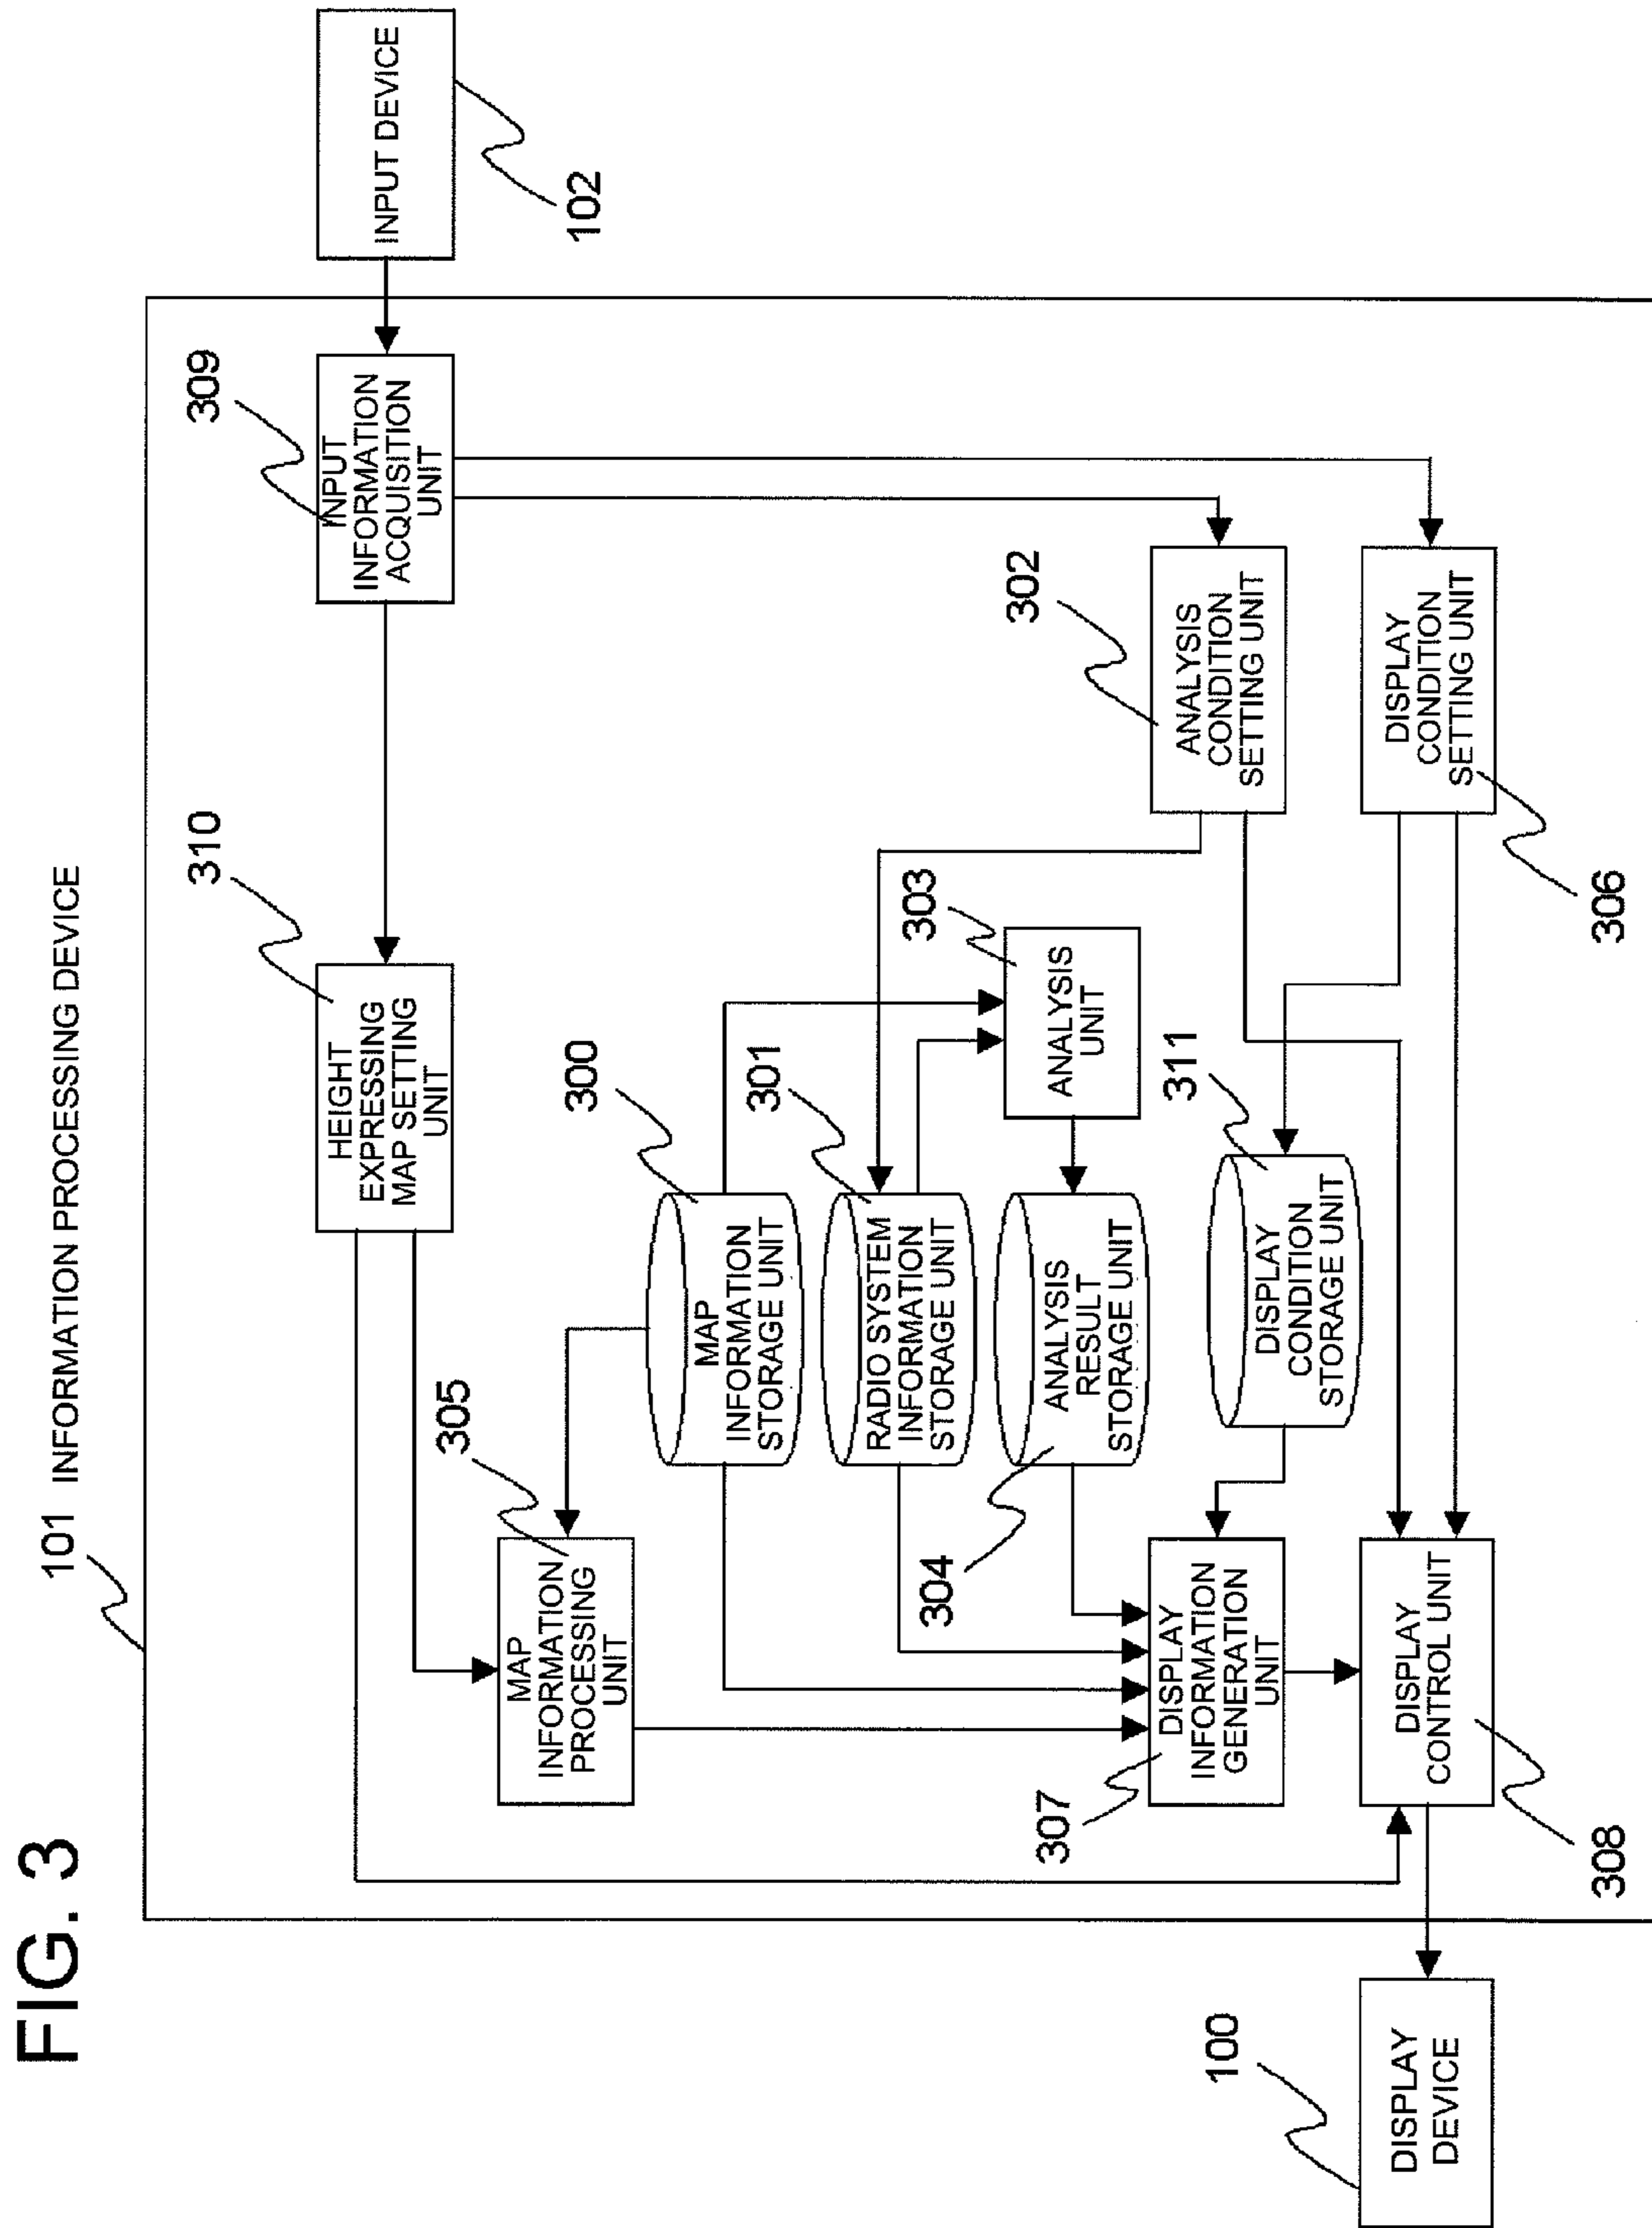 FIG. 3
101 INFORMATION PROCESSING DEVICE
310
HEIGHT
EXPRESSING
MAP SETTING
UNIT
309
INPUT
INFORMATION
ACQUISITION
UNIT
INPUT DEVICE
102
305
MAP
INFORMATION
PROCESSING
UNIT
300
MAP
INFORMATION
STORAGE UNIT
301
RADIO SYSTEM
INFORMATION
STORAGE UNIT
303
ANALYSIS
UNIT
304
ANALYSIS
RESULT
STORAGE UNIT
302
ANALYSIS
CONDITION
SETTING UNIT
307
DISPLAY
INFORMATION
GENERATION
UNIT
311
DISPLAY
CONDITION
STORAGE UNIT
DISPLAY
CONDITION
SETTING UNIT
306
100
DISPLAY
DEVICE
DISPLAY
CONTROL UNIT
308